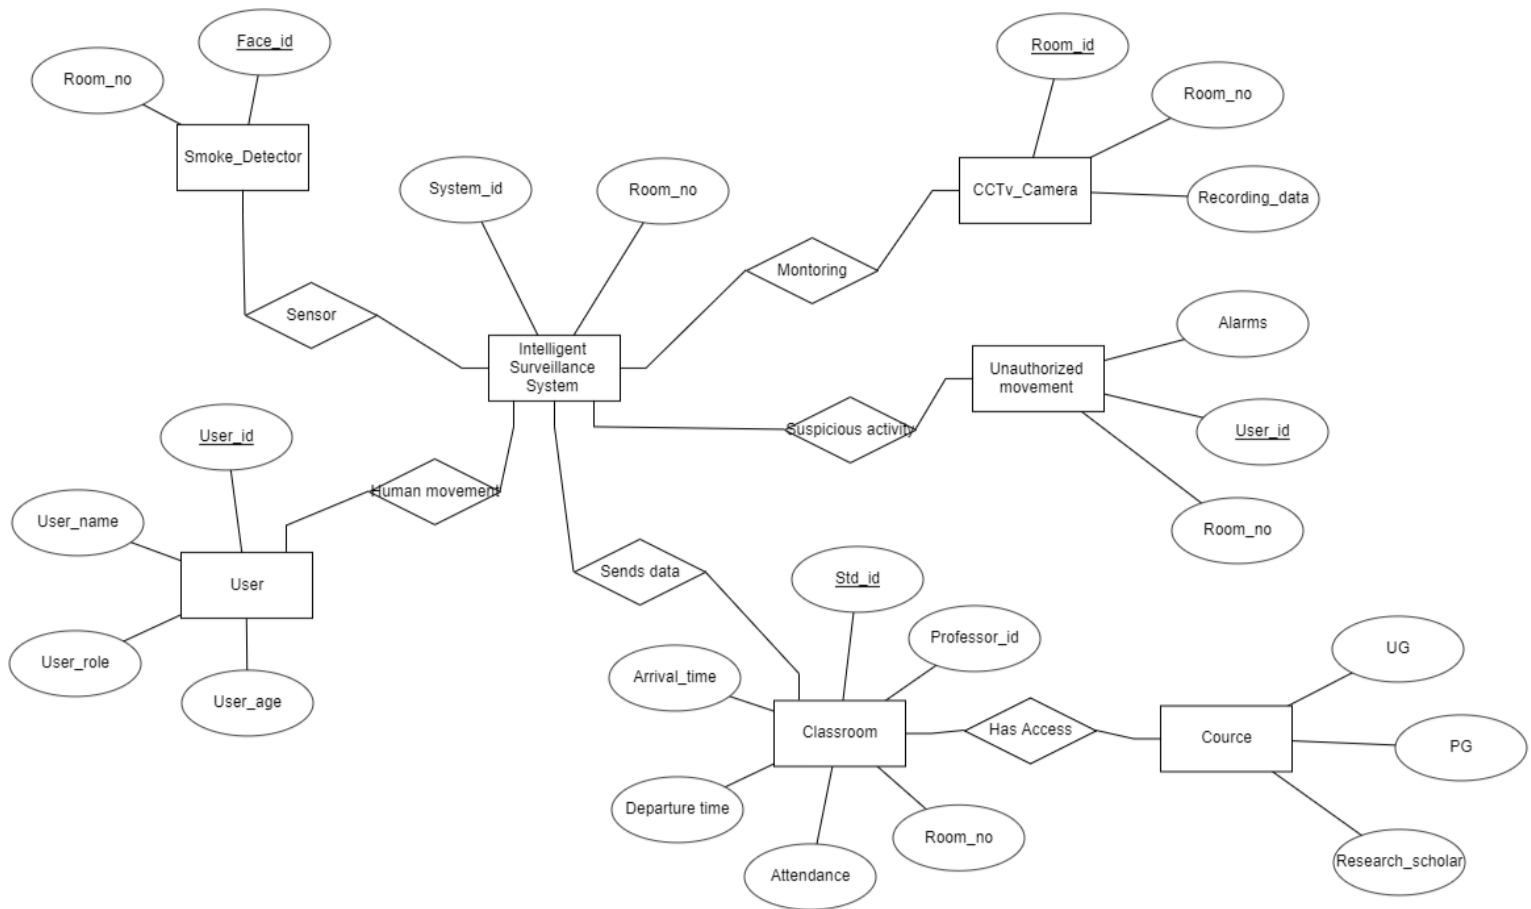 Face_id
Room_no
Smoke_Detector
Room_id
Room_no
CCTv_Camera
Recording_data
System_id
Room_no
Montoring
Sensor
Intelligent
Surveillance
System
Alarms
Unauthorized
movement
Suspicious activity
User_id
User_id
Human movement
User_name
Room_no
User
Sends data
Std_id
Professor_id
User_role
Arrival_time
User_age
UG
Classroom
Has Access
Cource
PG
Departure time
Room_no
Attendance
Research_scholar